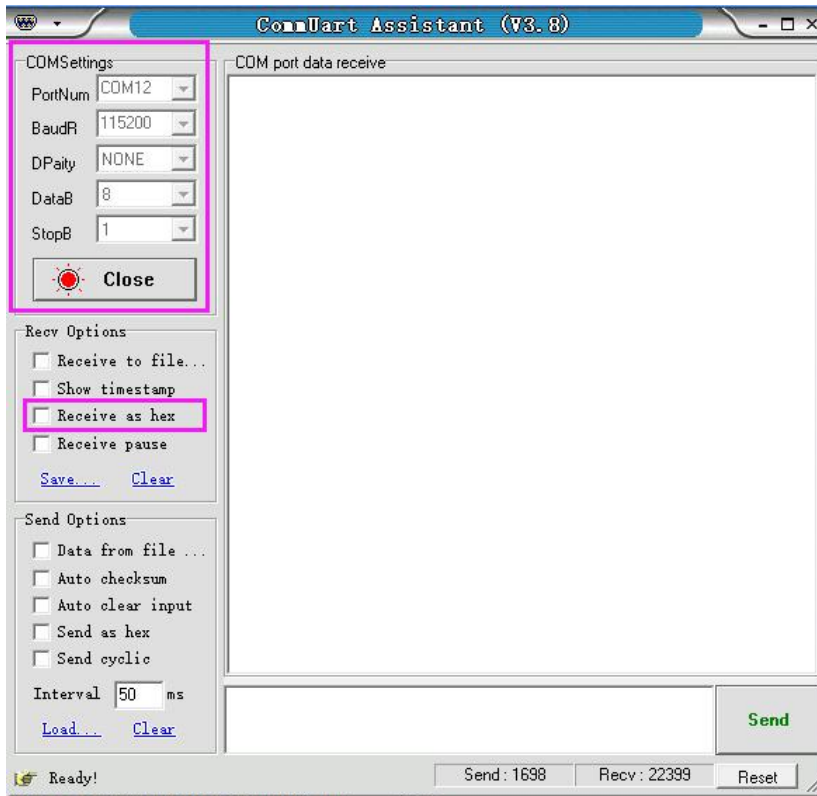 CommUart Assistant (V3.8)
COMSettings
PortNum COM12
BaudR 115200
DPaity NONE
DataB 8
StopB 1
Close
Recv Options
Receive to file...
Show timestamp
Receive as hex
Receive pause
Save... Clear
Send Options
Data from file ...
Auto checksum
Auto clear input
Send as hex
Send cyclic
Interval 50 ms
Load... Clear
COM port data receive
Send
Ready!
Send : 1698
Recv : 22399
Reset